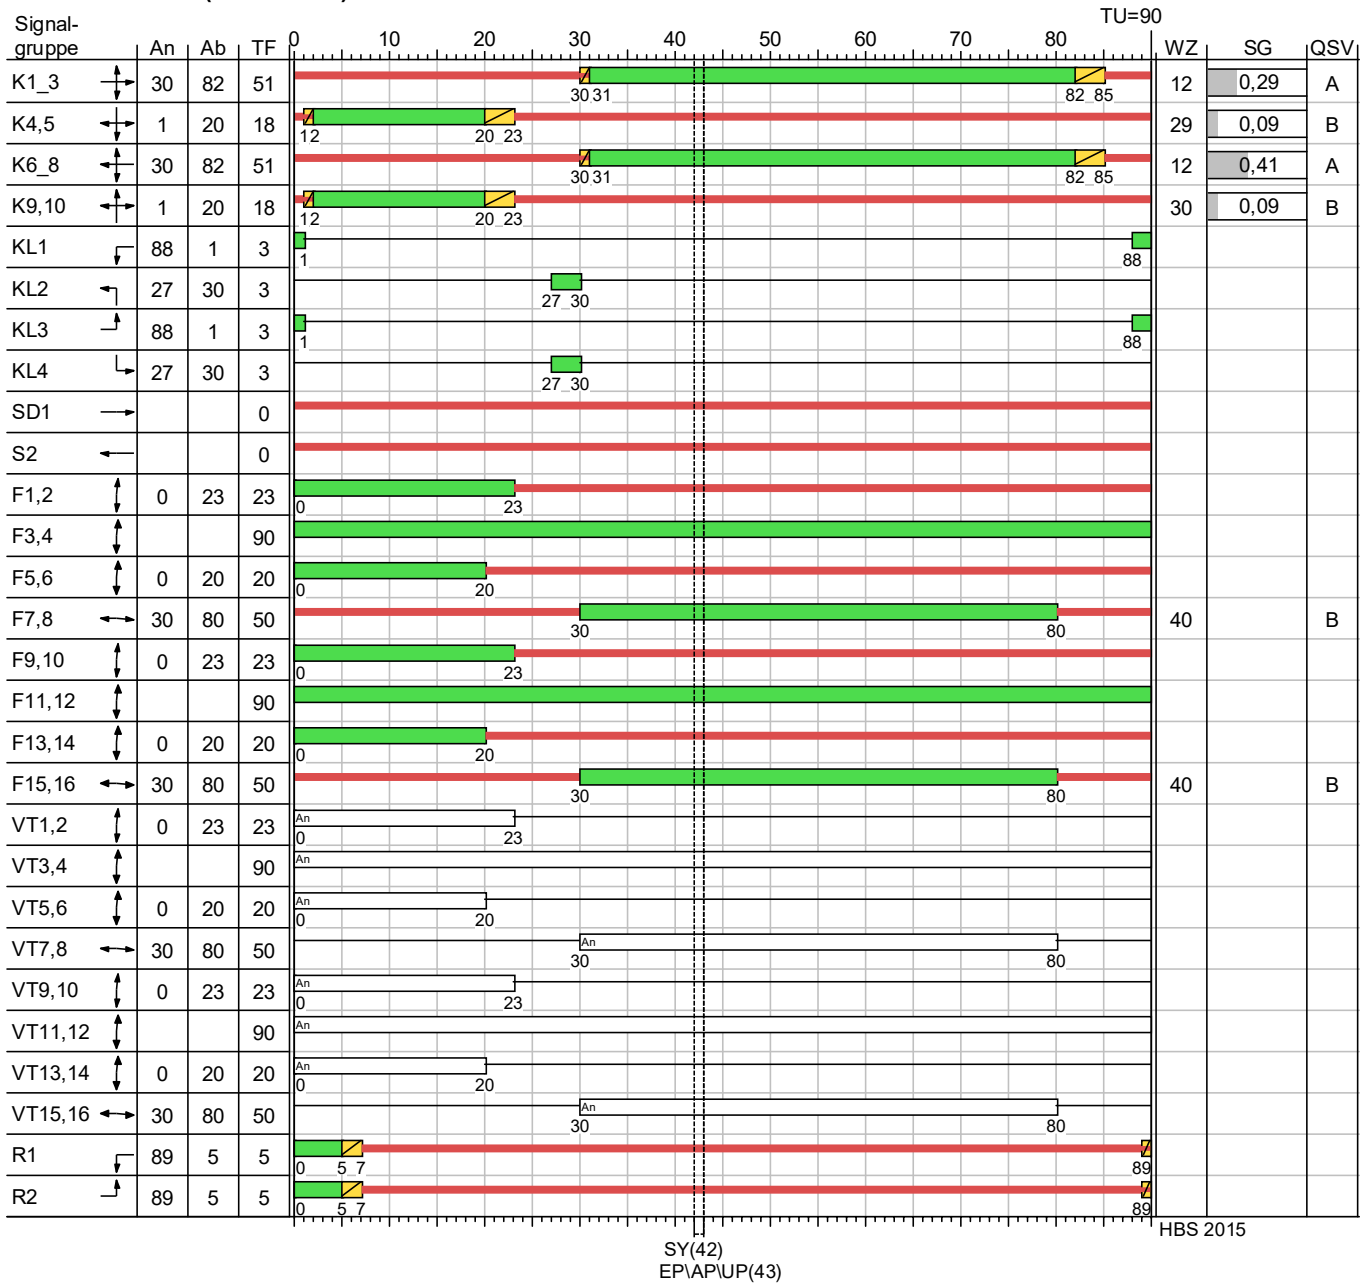 TU=90
Signal-
gruppe An Ab TF 0 10 20 30 40 50 60 70 80 WZ SG QSV
K1_3 30 82 51 30 31 82 85 12 0,29 A
K4,5 1 20 18 1 2 20 23 29 0,09 B
K6_8 30 82 51 30 31 82 85 12 0,41 A
K9,10 1 20 18 1 2 20 23 30 0,09 B
KL1 88 1 3 1 88
KL2 27 30 3 27 30
KL3 88 1 3 1 88
KL4 27 30 3 27 30
SD1 0
S2 0
F1,2 0 23 23 0 23
F3,4 90
F5,6 0 20 20 0 20
F7,8 30 80 50 30 80 40 B
F9,10 0 23 23 0 23
F11,12 90
F13,14 0 20 20 0 20
F15,16 30 80 50 30 80 40 B
VT1,2 0 23 23 An 0 23
VT3,4 90 An
VT5,6 0 20 20 An 0 20
VT7,8 30 80 50 An 30 80
VT9,10 0 23 23 An 0 23
VT11,12 90 An
VT13,14 0 20 20 An 0 20
VT15,16 30 80 50 An 30 80
R1 89 5 5 0 5 7 89
R2 89 5 5 0 5 7 89
HBS 2015
SY(42)
EP\AP\UP(43)